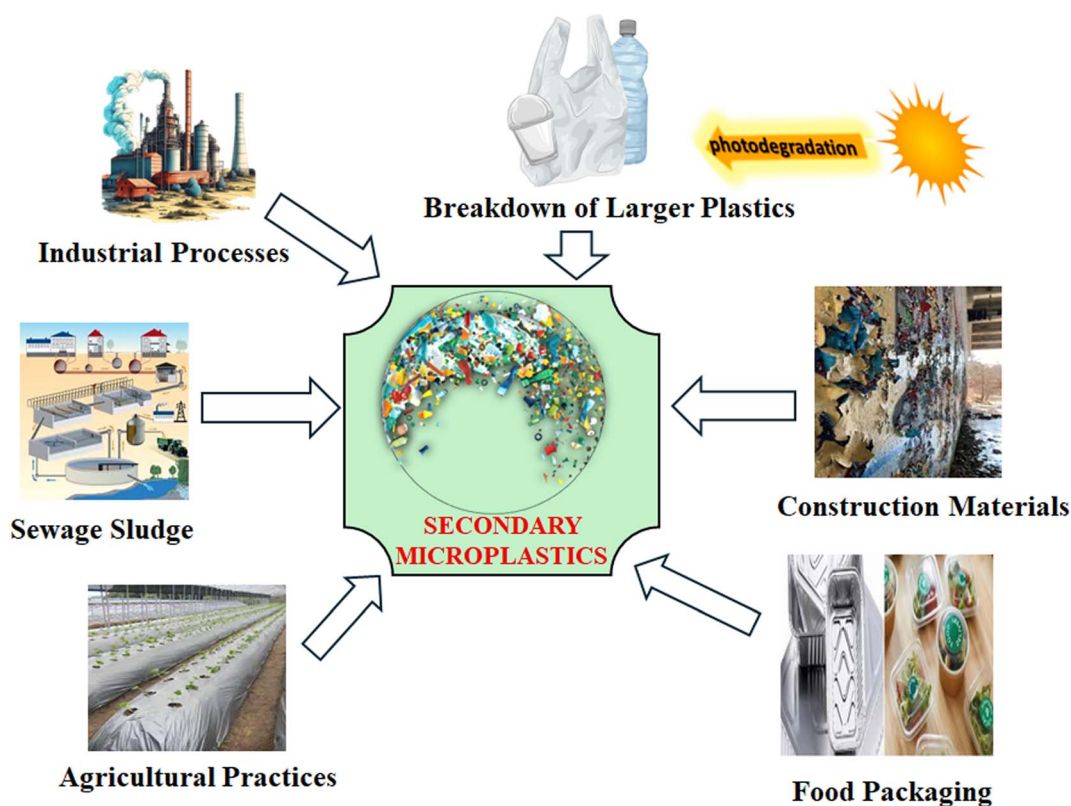 photodegradation
Breakdown of Larger Plastics
Industrial Processes
SECONDARY
MICROPLASTICS
Sewage Sludge
Construction Materials
Agricultural Practices
Food Packaging